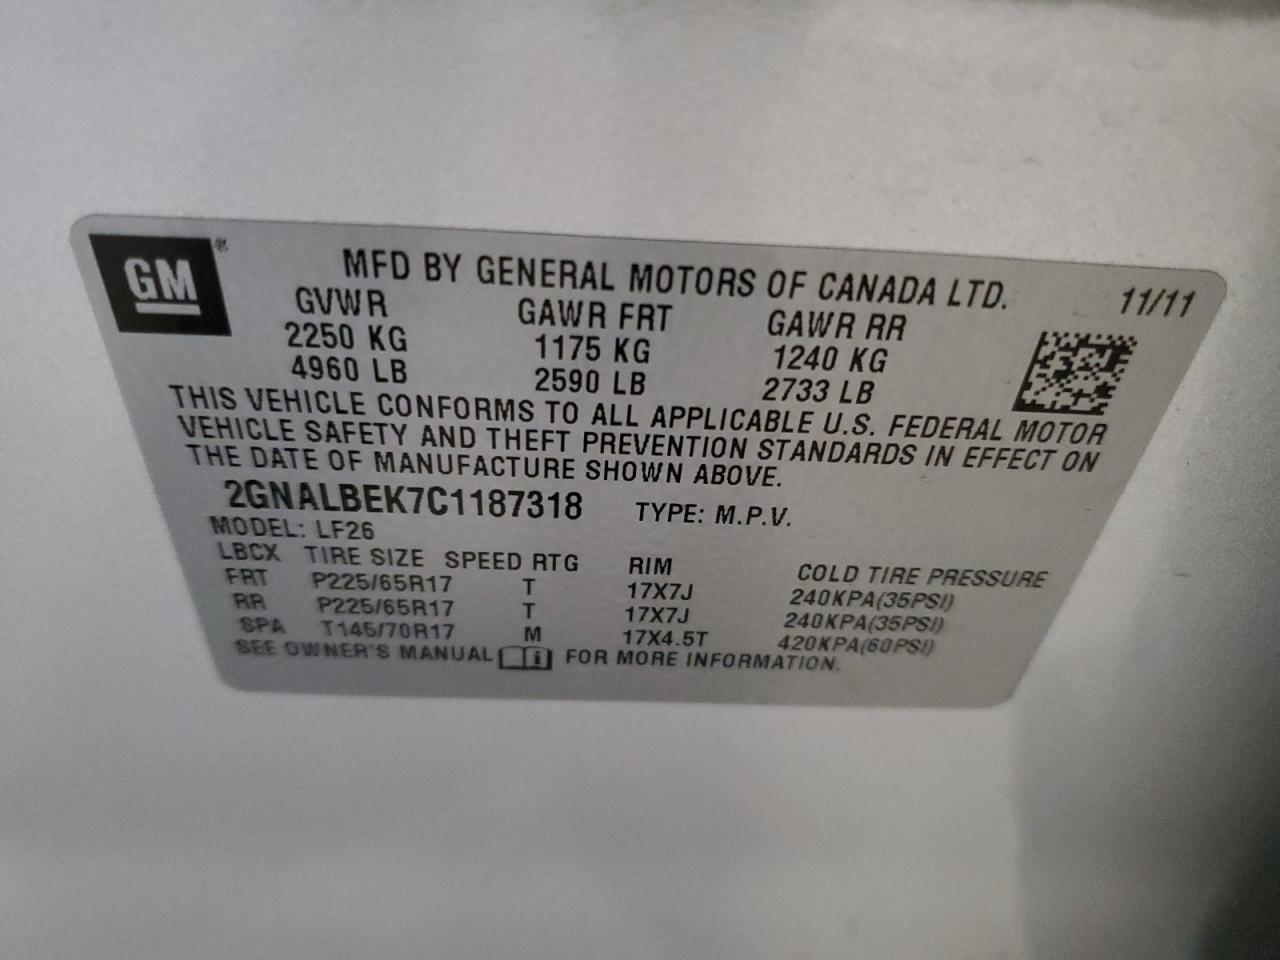 GM ®
MFD BY GENERAL MOTORS OF CANADA LTD. 11/11
GVWR GAWR FRT GAWR RR
2250 KG 1175 KG 1240 KG
4960 LB 2590 LB 2733 LB
THIS VEHICLE CONFORMS TO ALL APPLICABLE U.S. FEDERAL MOTOR
VEHICLE SAFETY AND THEFT PREVENTION STANDARDS IN EFFECT ON
THE DATE OF MANUFACTURE SHOWN ABOVE.
2GNALBEK7C1187318 TYPE: M.P.V.
MODEL: LF26
LBCX TIRE SIZE SPEED RTG RIM COLD TIRE PRESSURE
FRT P225/65R17 T 17X7J 240KPA(35PSI)
RR P225/65R17 T 17X7J 240KPA(35PSI)
SPA T145/70R17 M 17X4.5T 420KPA(60PSI)
SEE OWNER'S MANUAL i FOR MORE INFORMATION.